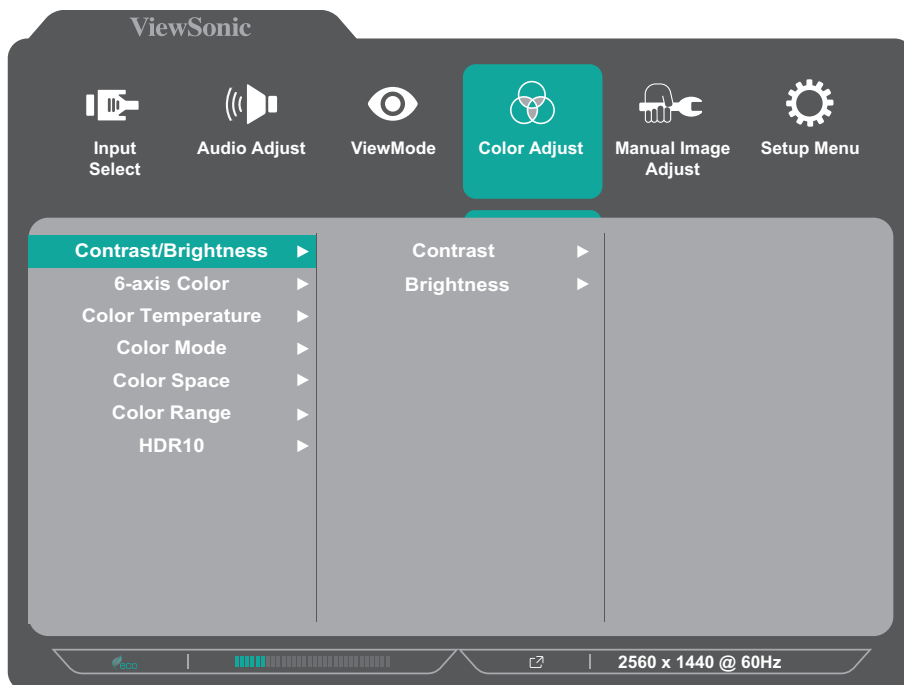 ViewSonic
Input
Select
Audio Adjust
ViewMode
Color Adjust
Manual Image
Adjust
Setup Menu
Contrast/Brightness
6-axis Color
Color Temperature
Color Mode
Color Space
Color Range
HDR10
Contrast
Brightness
eco
2560 x 1440 @ 60Hz